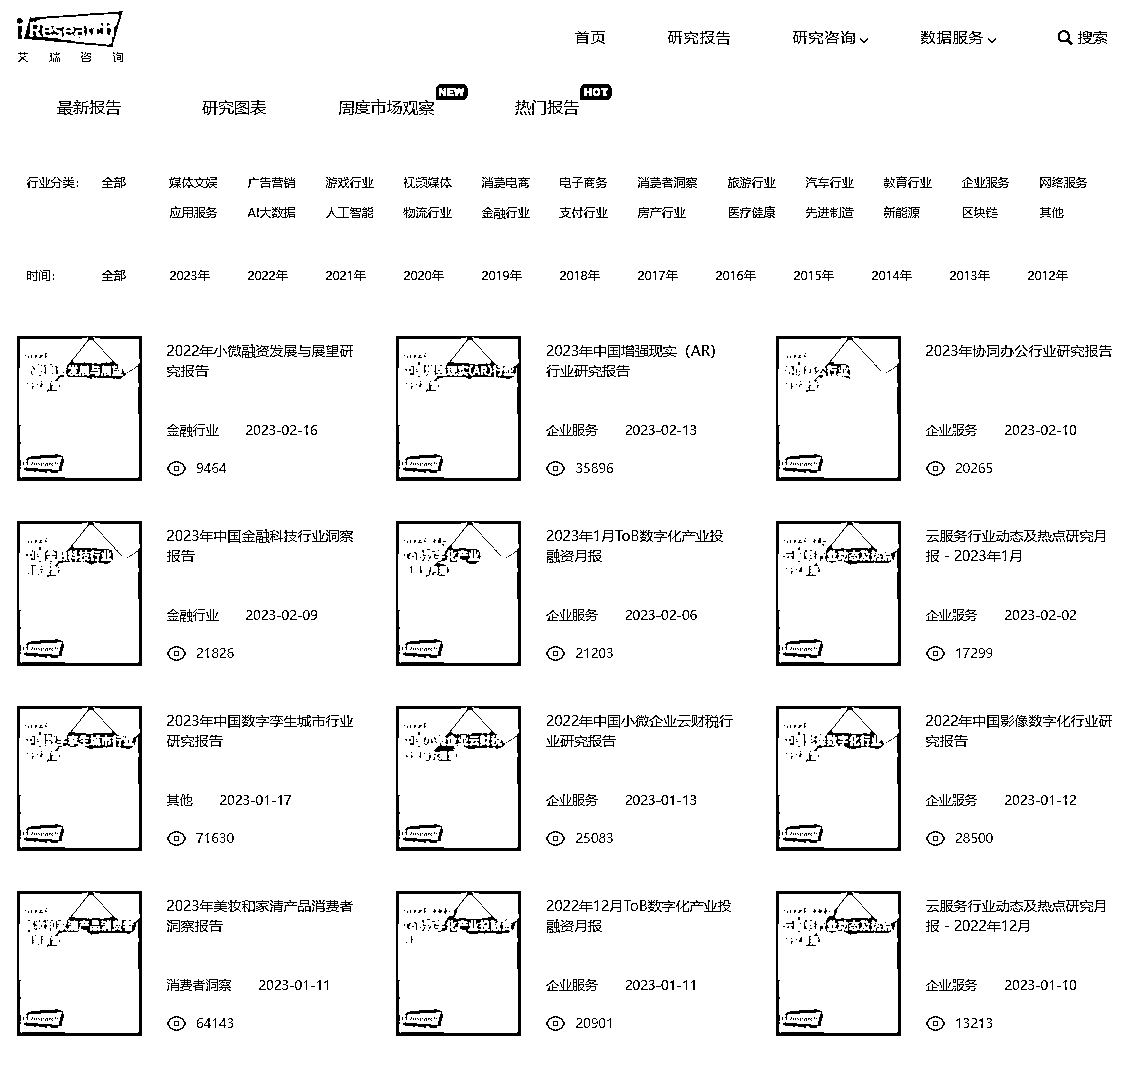 iResearch
艾瑞咨询
首页 研究报告 研究咨询 数据服务 搜索
最新报告 研究图表 周度市场观察 NEW 热门报告 HOT
行业分类： 全部 媒体文娱 广告营销 游戏行业 视频媒体 消费电商 电子商务 消费者洞察 旅游行业 汽车行业 教育行业 企业服务 网络服务
应用服务 AI大数据 人工智能 物流行业 金融行业 支付行业 房产行业 医疗健康 先进制造 新能源 区块链 其他
时间： 全部 2023年 2022年 2021年 2020年 2019年 2018年 2017年 2016年 2015年 2014年 2013年 2012年
2022年小微融资发展与展望研
究报告
金融行业 2023-02-16
9464
2023年中国增强现实（AR）
行业研究报告
企业服务 2023-02-13
35896
2023年协同办公行业研究报告
企业服务 2023-02-10
20265
2023年中国金融科技行业洞察
报告
金融行业 2023-02-09
21826
2023年1月ToB数字化产业投
融资月报
企业服务 2023-02-06
21203
云服务行业动态及热点研究月
报 - 2023年1月
企业服务 2023-02-02
17299
2023年中国数字孪生城市行业
研究报告
其他 2023-01-17
71630
2022年中国小微企业云财税行
业研究报告
企业服务 2023-01-13
25083
2022年中国影像数字化行业研
究报告
企业服务 2023-01-12
28500
2023年美妆和家清产品消费者
洞察报告
消费者洞察 2023-01-11
64143
2022年12月ToB数字化产业投
融资月报
企业服务 2023-01-11
20901
云服务行业动态及热点研究月
报 - 2022年12月
企业服务 2023-01-10
13213